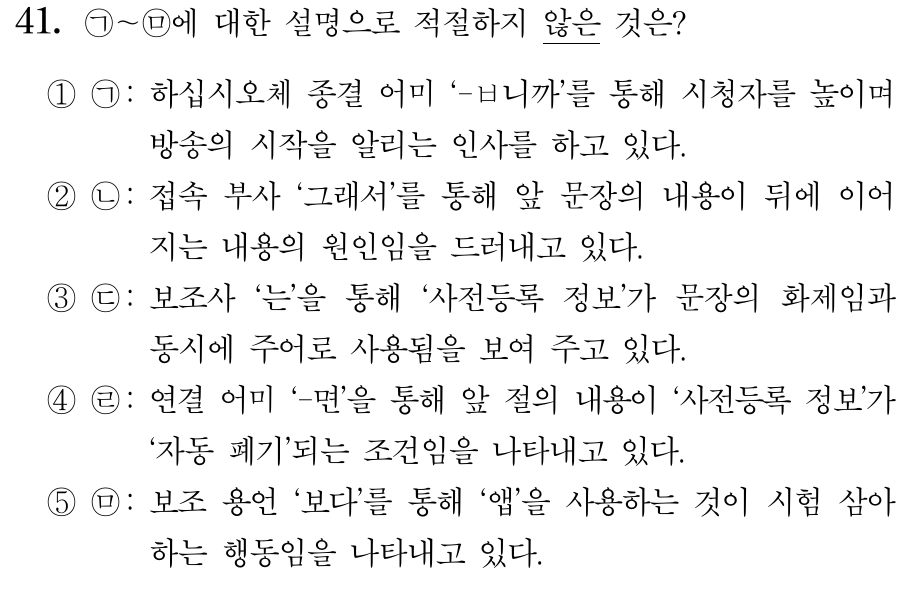 41. ㉠~㉤에 대한 설명으로 적절하지 않은 것은?
① ㉠: 하십시오체 종결 어미 ‘-ㅂ니까’를 통해 시청자를 높이며
방송의 시작을 알리는 인사를 하고 있다.
② ㉡: 접속 부사 ‘그래서’를 통해 앞 문장의 내용이 뒤에 이어
지는 내용의 원인임을 드러내고 있다.
③ ㉢: 보조사 ‘는’을 통해 ‘사전등록 정보’가 문장의 화제임과
동시에 주어로 사용됨을 보여 주고 있다.
④ ㉣: 연결 어미 ‘-면’을 통해 앞 절의 내용이 ‘사전등록 정보’가
‘자동 폐기’되는 조건임을 나타내고 있다.
⑤ ㉤: 보조 용언 ‘보다’를 통해 ‘앱’을 사용하는 것이 시험 삼아
하는 행동임을 나타내고 있다.